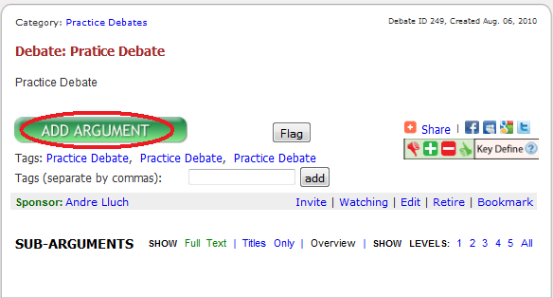 Category: Practice Debates
Debate ID 249, Created Aug. 06, 2010
Debate: Pratice Debate
Practice Debate
ADD ARGUMENT
Flag
Share |
Key Define ?
Tags: Practice Debate, Practice Debate, Practice Debate
Tags (separate by commas): add
Sponsor: Andre Lluch
Invite | Watching | Edit | Retire | Bookmark
SUB-ARGUMENTS SHOW Full Text | Titles Only | Overview | SHOW LEVELS: 1 2 3 4 5 All